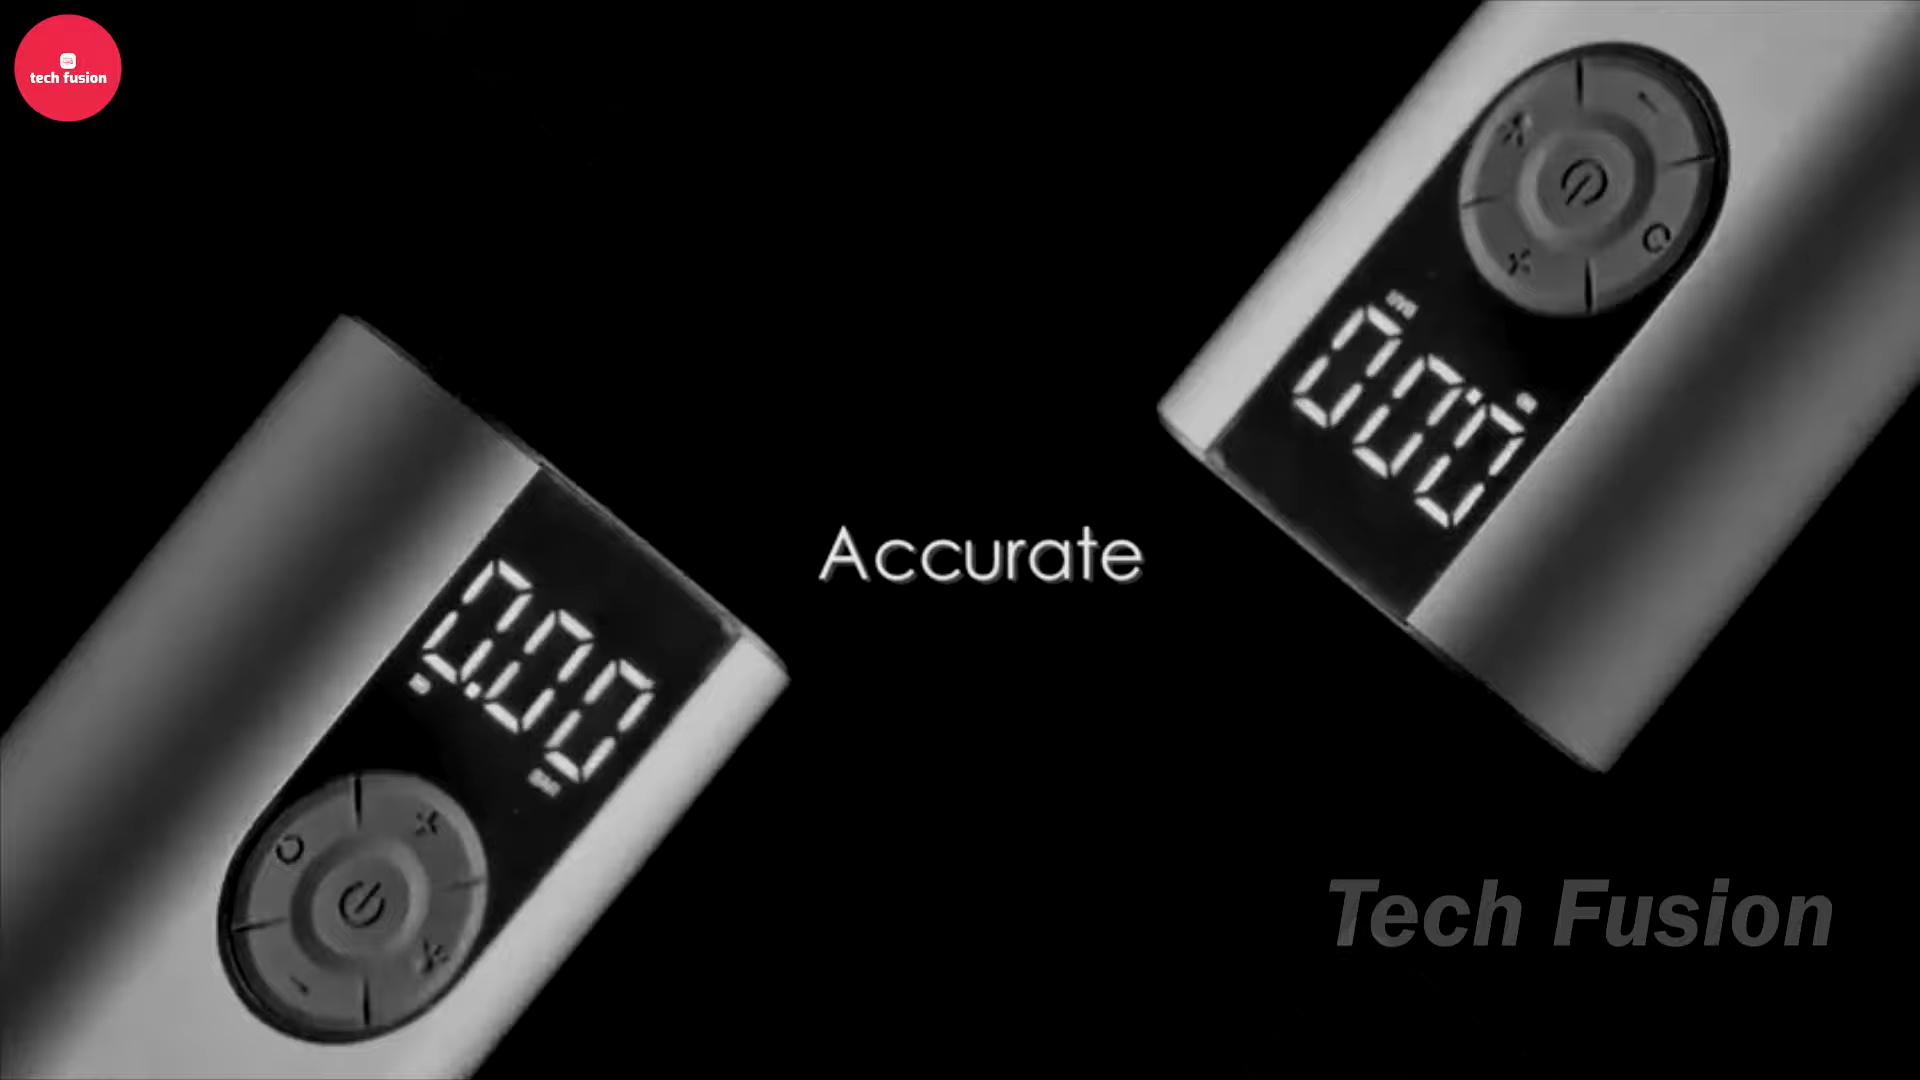 tech fusion
Accurate
0.00
0.00
Tech Fusion